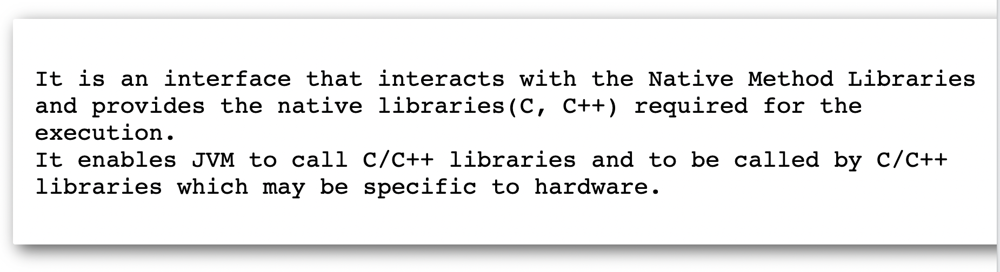 It is an interface that interacts with the Native Method Libraries
and provides the native libraries(C, C++) required for the
execution.
It enables JVM to call C/C++ libraries and to be called by C/C++
libraries which may be specific to hardware.